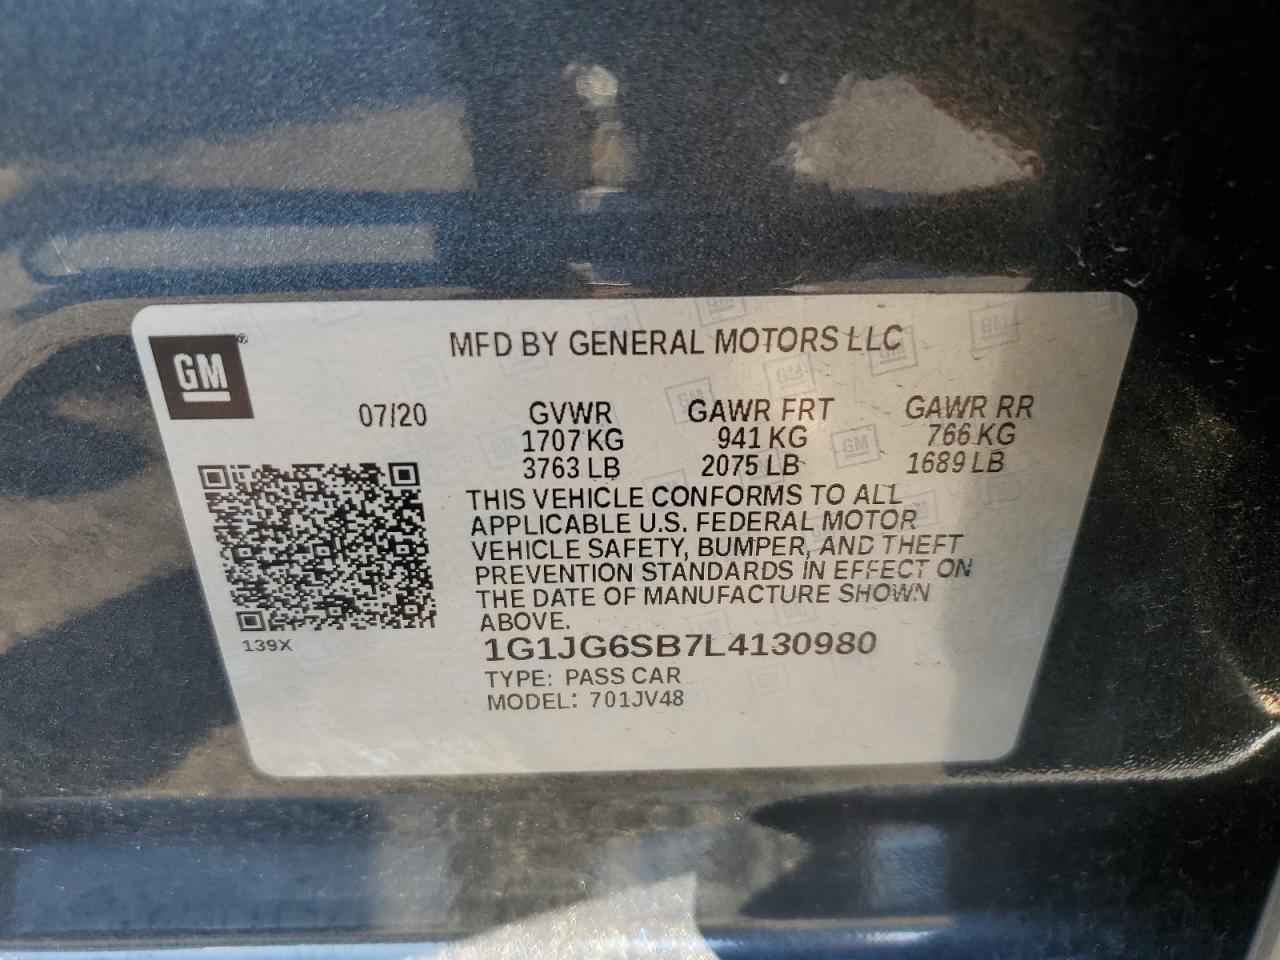 GM
MFD BY GENERAL MOTORS LLC
07/20
GVWR GAWR FRT GAWR RR
1707 KG 941 KG 766 KG
3763 LB 2075 LB 1689 LB
THIS VEHICLE CONFORMS TO ALL
APPLICABLE U.S. FEDERAL MOTOR
VEHICLE SAFETY, BUMPER, AND THEFT
PREVENTION STANDARDS IN EFFECT ON
THE DATE OF MANUFACTURE SHOWN
ABOVE.
139X
1G1JG6SB7L4130980
TYPE: PASS CAR
MODEL: 701JV48